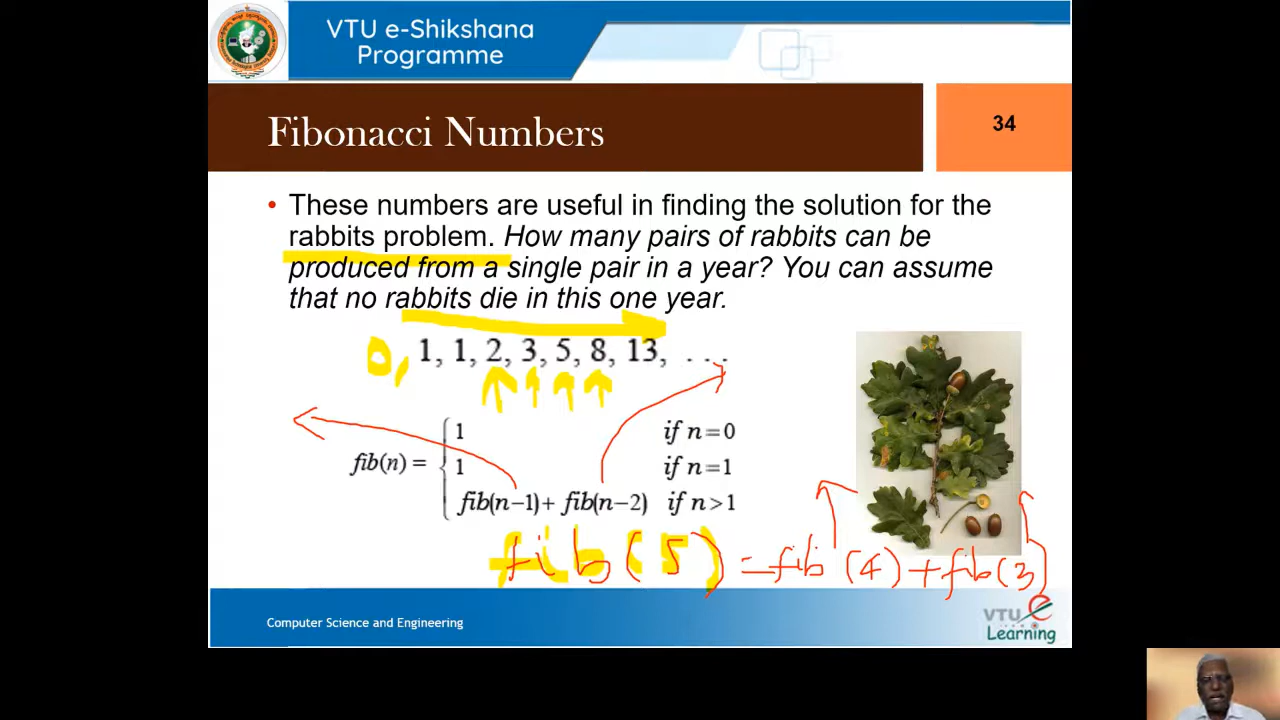 VTU e-Shikshana
Programme
Fibonacci Numbers
34
• These numbers are useful in finding the solution for the
rabbits problem. How many pairs of rabbits can be
produced from a single pair in a year? You can assume
that no rabbits die in this one year.
0, 1, 1, 2, 3, 5, 8, 13, . . .
1 if n=0
fib(n) = { 1 if n=1
fib(n−1)+ fib(n−2) if n>1
fib(5) = fib(4) + fib(3)
Computer Science and Engineering
VTU e
Learning